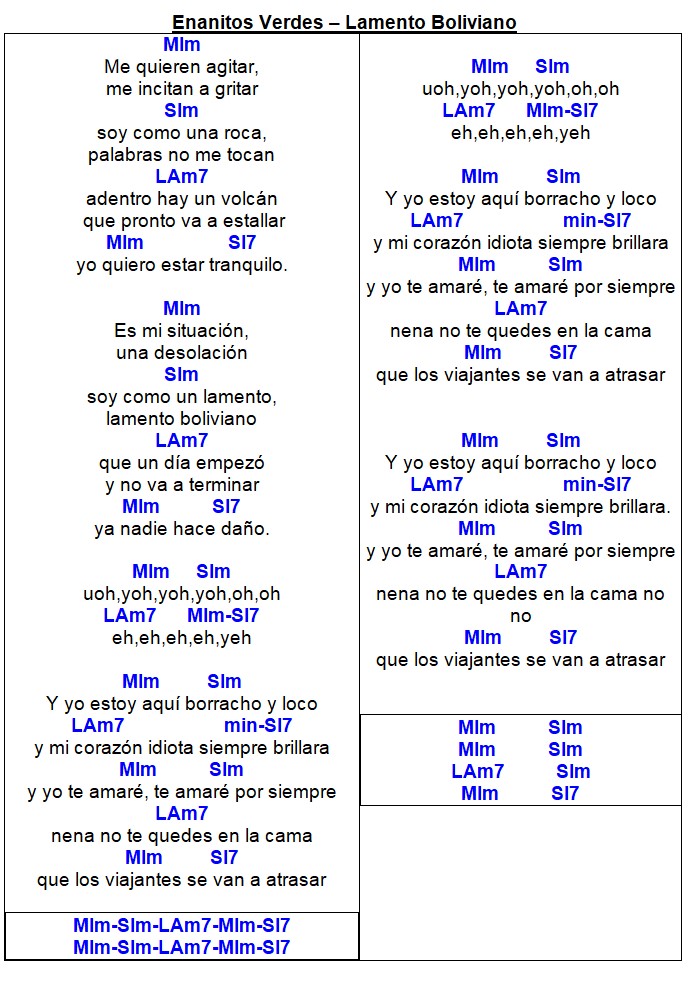 Enanitos Verdes – Lamento Boliviano
MIm
Me quieren agitar,
me incitan a gritar
SIm
soy como una roca,
palabras no me tocan
LAm7
adentro hay un volcán
que pronto va a estallar
MIm SI7
yo quiero estar tranquilo.
MIm
Es mi situación,
una desolación
SIm
soy como un lamento,
lamento boliviano
LAm7
que un día empezó
y no va a terminar
MIm SI7
ya nadie hace daño.
MIm SIm
uoh,yoh,yoh,yoh,oh,oh
LAm7 MIm-SI7
eh,eh,eh,eh,yeh
MIm SIm
Y yo estoy aquí borracho y loco
LAm7 min-SI7
y mi corazón idiota siempre brillara
MIm SIm
y yo te amaré, te amaré por siempre
LAm7
nena no te quedes en la cama
MIm SI7
que los viajantes se van a atrasar
MIm-SIm-LAm7-MIm-SI7
MIm-SIm-LAm7-MIm-SI7
MIm SIm
uoh,yoh,yoh,yoh,oh,oh
LAm7 MIm-SI7
eh,eh,eh,eh,yeh
MIm SIm
Y yo estoy aquí borracho y loco
LAm7 min-SI7
y mi corazón idiota siempre brillara
MIm SIm
y yo te amaré, te amaré por siempre
LAm7
nena no te quedes en la cama
MIm SI7
que los viajantes se van a atrasar
MIm SIm
Y yo estoy aquí borracho y loco
LAm7 min-SI7
y mi corazón idiota siempre brillara.
MIm SIm
y yo te amaré, te amaré por siempre
LAm7
nena no te quedes en la cama no
no
MIm SI7
que los viajantes se van a atrasar
MIm SIm
MIm SIm
LAm7 SIm
MIm SI7